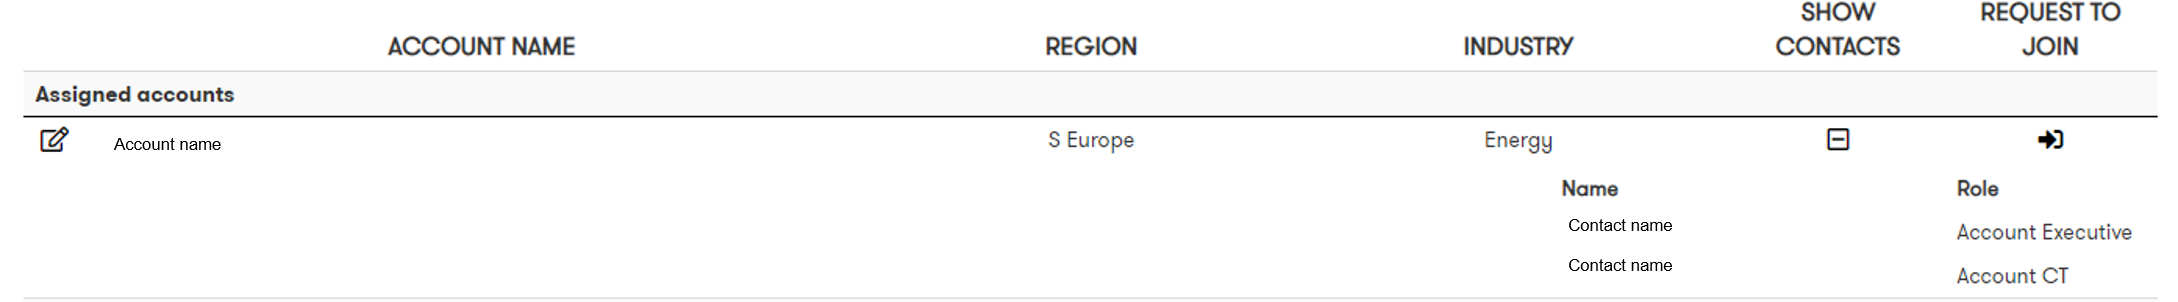 ACCOUNT NAME REGION INDUSTRY SHOW CONTACTS REQUEST TO JOIN
Assigned accounts
Account name S Europe Energy
Name Role
Contact name Account Executive
Contact name Account CT